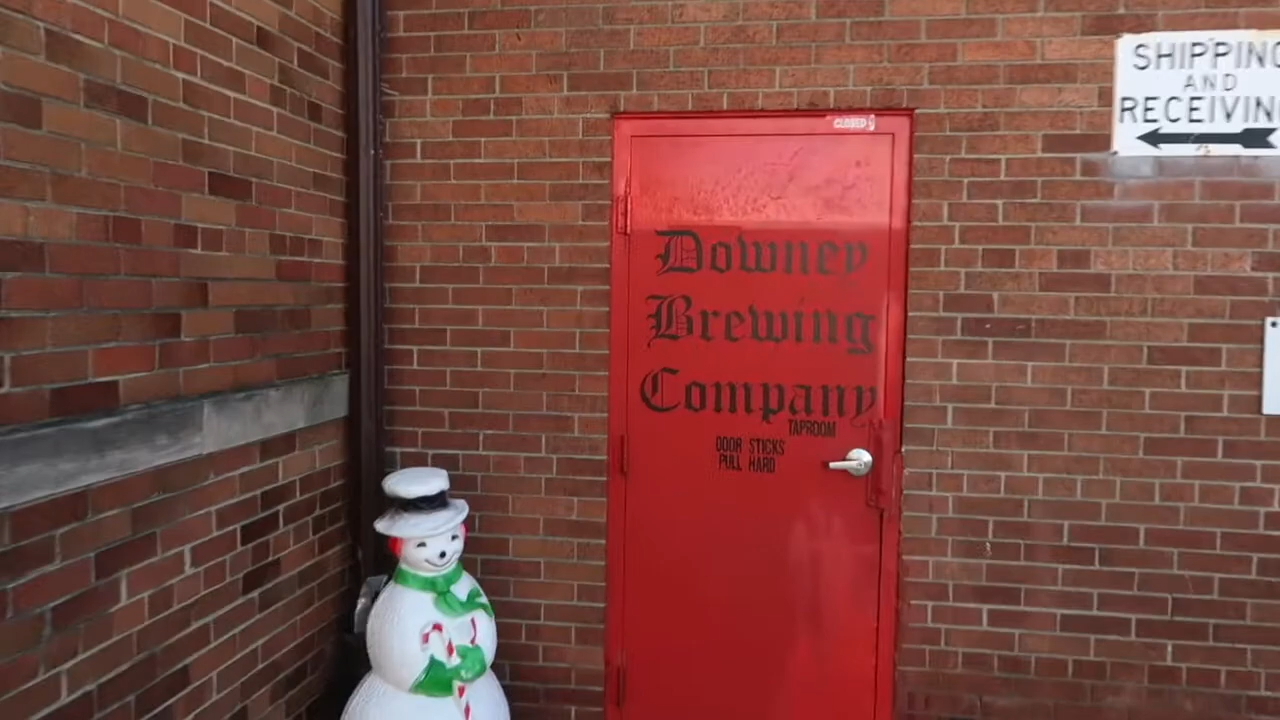 SHIPPING
AND
RECEIVING
CLOSED
Downey
Brewing
Company
TAPROOM
DOOR STICKS
PULL HARD